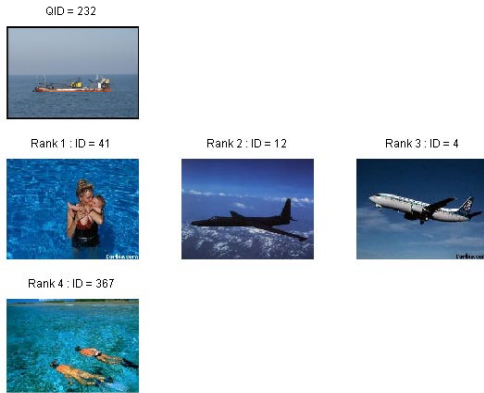 QID = 232
Rank 1 : ID = 41
Rank 2 : ID = 12
Rank 3 : ID = 4
Rank 4 : ID = 367